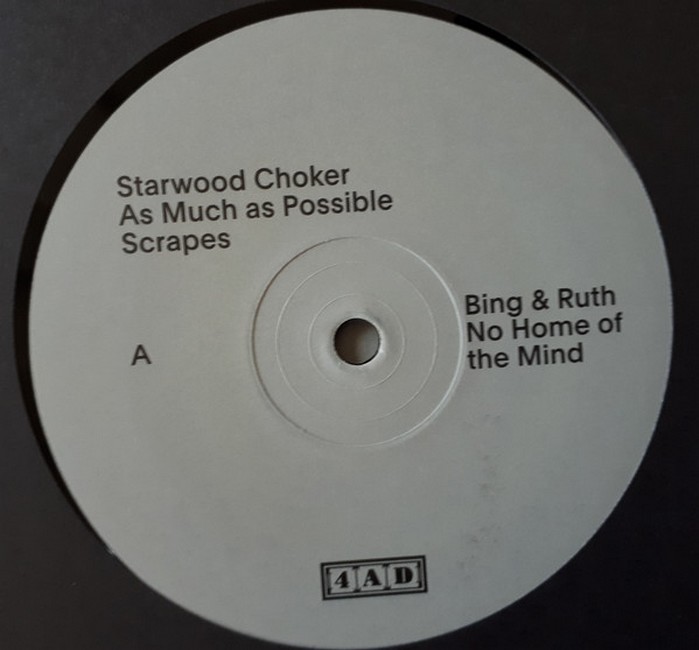 Starwood Choker
As Much as Possible
Scrapes
A
Bing & Ruth
No Home of
the Mind
4AD